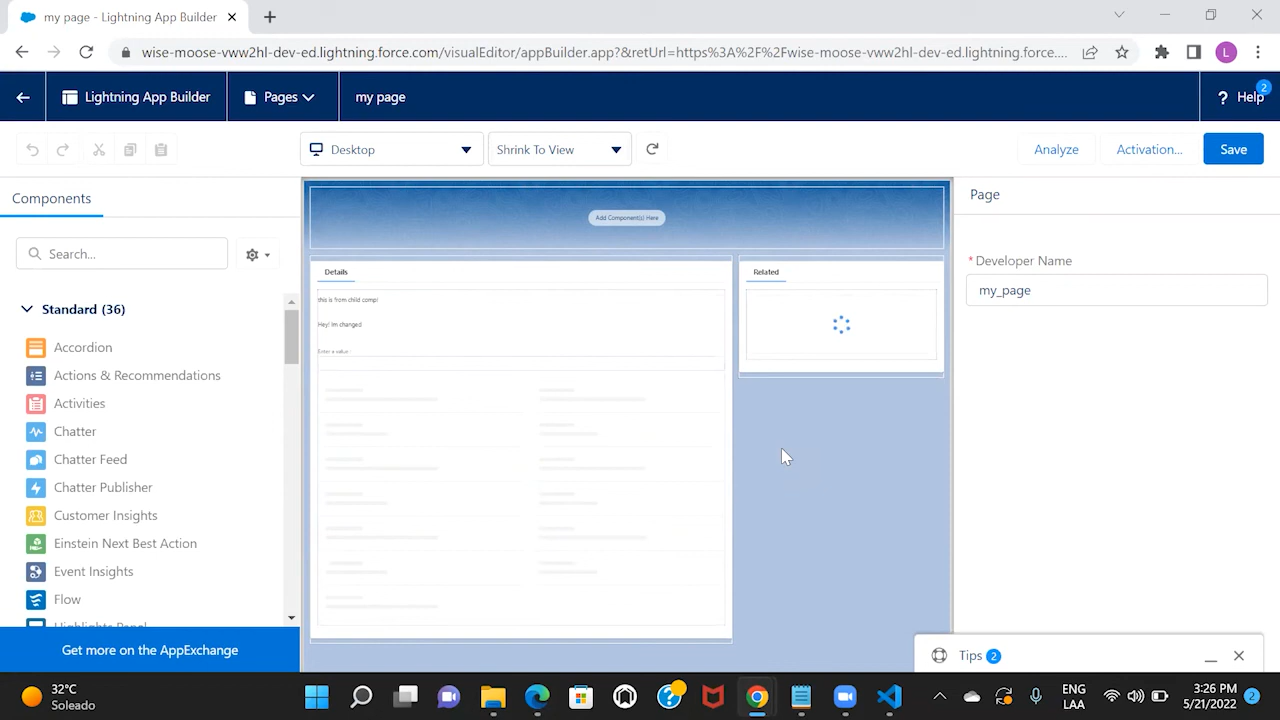 my page - Lightning App Builder
wise-moose-vww2hl-dev-ed.lightning.force.com/visualEditor/appBuilder.app?&retUrl=https%3A%2F%2Fwise-moose-vww2hl-dev-ed.lightning.force....
L
Lightning App Builder
Pages
my page
? Help
2
Desktop
Shrink To View
Analyze
Activation...
Save
Components
Search...
Standard (36)
Accordion
Actions & Recommendations
Activities
Chatter
Chatter Feed
Chatter Publisher
Customer Insights
Einstein Next Best Action
Event Insights
Flow
Highlights Panel
Get more on the AppExchange
Add Component(s) Here
Details
this is from child comp!
Hey! Im changed
Enter a value:
Related
Page
* Developer Name
my_page
Tips 2
32°C
Soleado
ENG
LAA
3:26 PM
5/21/2022
2